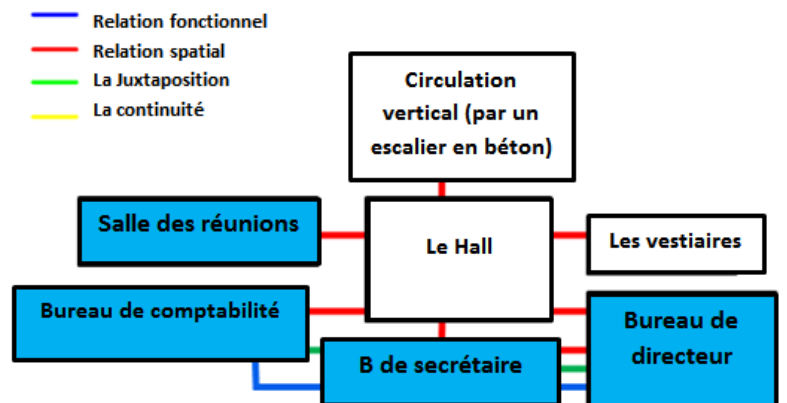 Relation fonctionnel
Relation spatial
La Juxtaposition
La continuité
Circulation
vertical (par un
escalier en béton)
Salle des réunions
Le Hall
Les vestiaires
Bureau de comptabilité
Bureau de
directeur
B de secrétaire